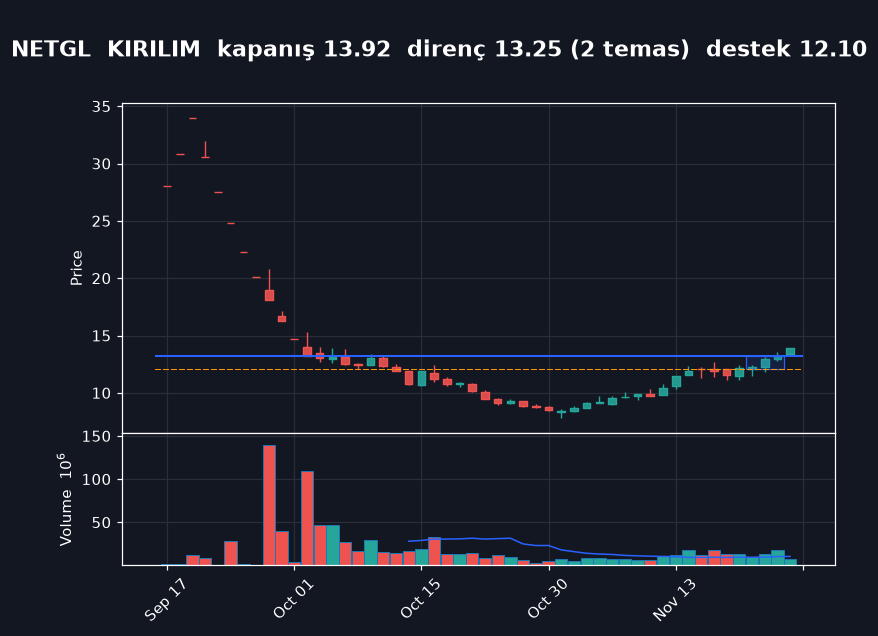 NETGL  KIRILIM  kapanış 13.92  direnç 13.25 (2 temas)  destek 12.10
35
30
25
20
15
10
Price
150
100
50
Volume  10⁶
Sep 17
Oct 01
Oct 15
Oct 30
Nov 13